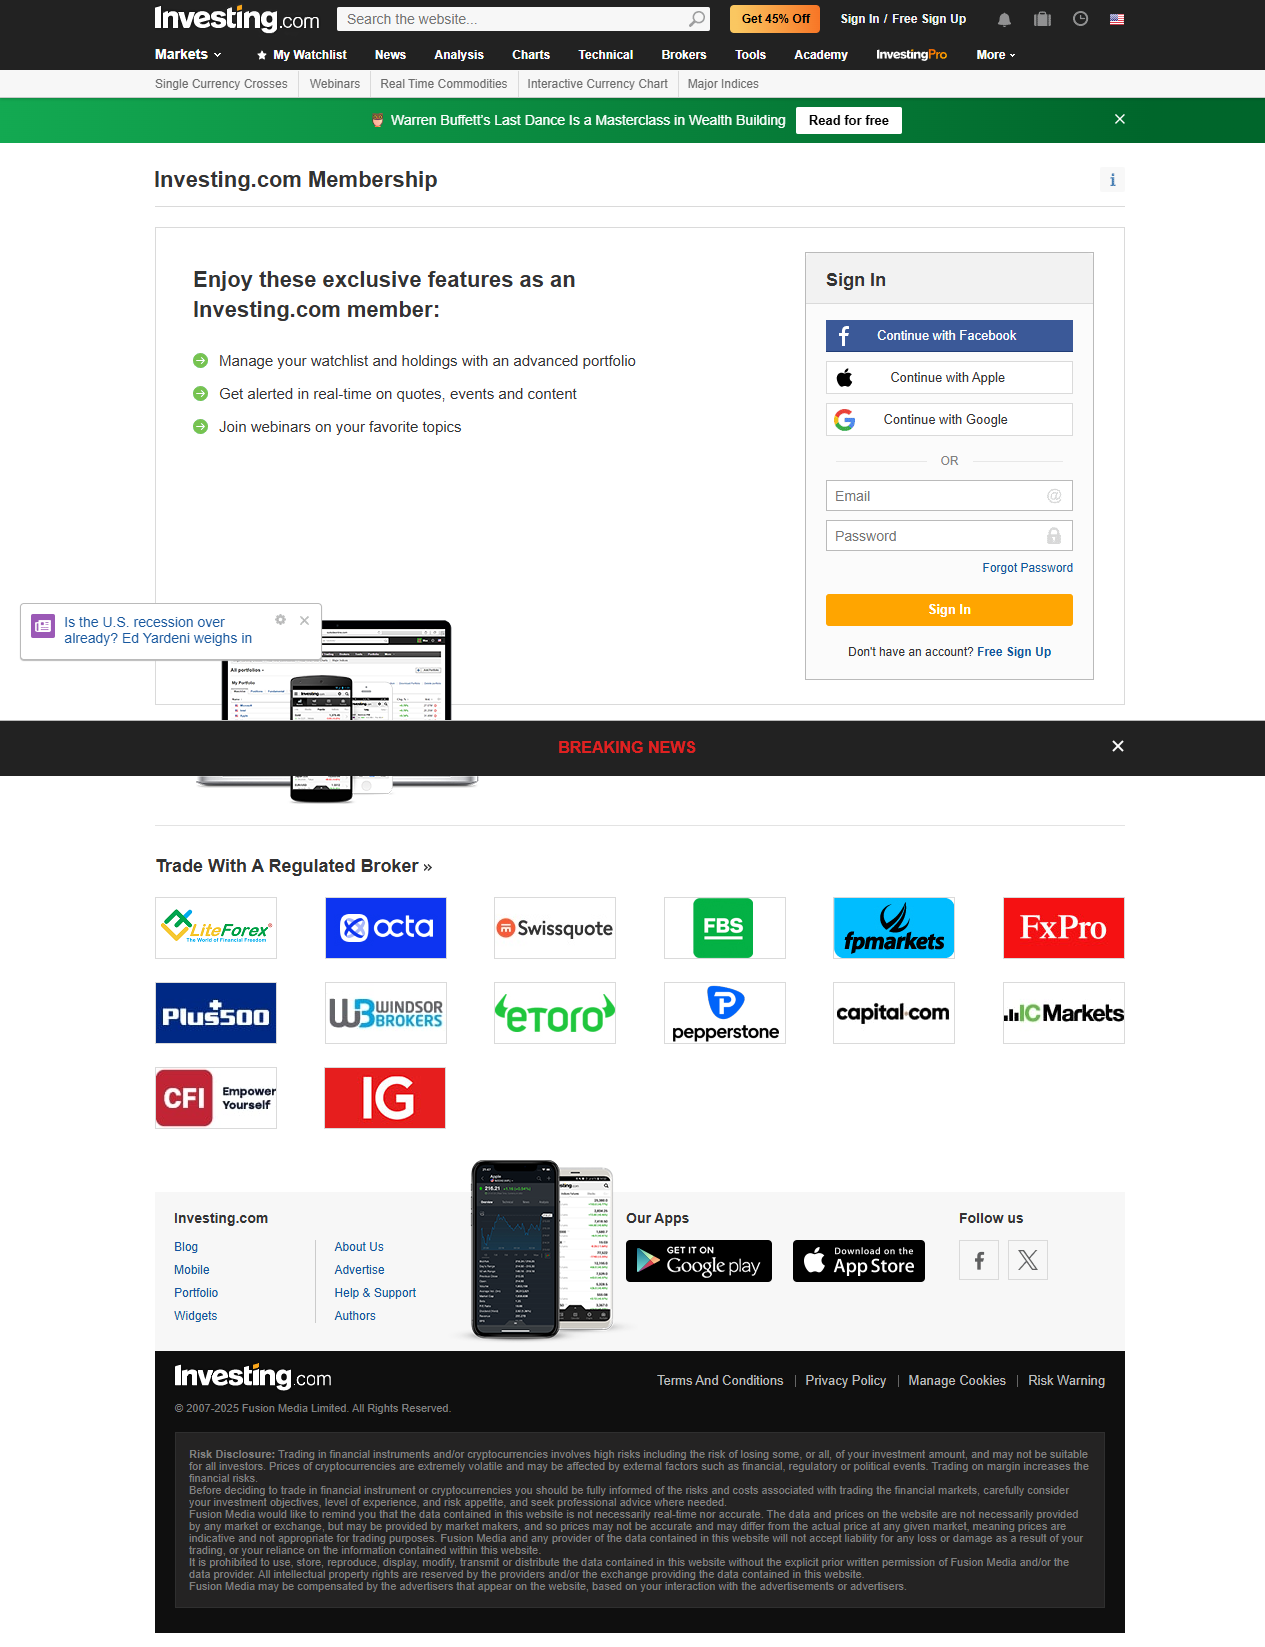 Investing.com
Search the website...
Get 45% Off
Sign In / Free Sign Up
Markets
My Watchlist
News
Analysis
Charts
Technical
Brokers
Tools
Academy
InvestingPro
More
Single Currency Crosses
Webinars
Real Time Commodities
Interactive Currency Chart
Major Indices
Warren Buffett's Last Dance Is a Masterclass in Wealth Building
Read for free
Investing.com Membership
Enjoy these exclusive features as an
Investing.com member:
Manage your watchlist and holdings with an advanced portfolio
Get alerted in real-time on quotes, events and content
Join webinars on your favorite topics
Sign In
Continue with Facebook
Continue with Apple
Continue with Google
OR
Email
Password
Forgot Password
Sign In
Don't have an account? Free Sign Up
Is the U.S. recession over
already? Ed Yardeni weighs in
All portfolios
My Portfolio
BREAKING NEWS
Trade With A Regulated Broker »
LiteForex
The World of Financial Freedom
octa
Swissquote
FBS
fpmarkets
FxPro
Plus500
WINDSOR
BROKERS
eToro
pepperstone
capital.com
IC Markets
CFI
Empower
Yourself
IG
Investing.com
Blog
Mobile
Portfolio
Widgets
About Us
Advertise
Help & Support
Authors
Apple
216.21
Our Apps
GET IT ON
Google play
Download on the
App Store
Follow us
Investing.com
Terms And Conditions
Privacy Policy
Manage Cookies
Risk Warning
© 2007-2025 Fusion Media Limited. All Rights Reserved.
Risk Disclosure: Trading in financial instruments and/or cryptocurrencies involves high risks including the risk of losing some, or all, of your investment amount, and may not be suitable
for all investors. Prices of cryptocurrencies are extremely volatile and may be affected by external factors such as financial, regulatory or political events. Trading on margin increases the
financial risks.
Before deciding to trade in financial instrument or cryptocurrencies you should be fully informed of the risks and costs associated with trading the financial markets, carefully consider
your investment objectives, level of experience, and risk appetite, and seek professional advice where needed.
Fusion Media would like to remind you that the data contained in this website is not necessarily real-time nor accurate. The data and prices on the website are not necessarily provided
by any market or exchange, but may be provided by market makers, and so prices may not be accurate and may differ from the actual price at any given market, meaning prices are
indicative and not appropriate for trading purposes. Fusion Media and any provider of the data contained in this website will not accept liability for any loss or damage as a result of your
trading, or your reliance on the information contained within this website.
It is prohibited to use, store, reproduce, display, modify, transmit or distribute the data contained in this website without the explicit prior written permission of Fusion Media and/or the
data provider. All intellectual property rights are reserved by the providers and/or the exchange providing the data contained in this website.
Fusion Media may be compensated by the advertisers that appear on the website, based on your interaction with the advertisements or advertisers.